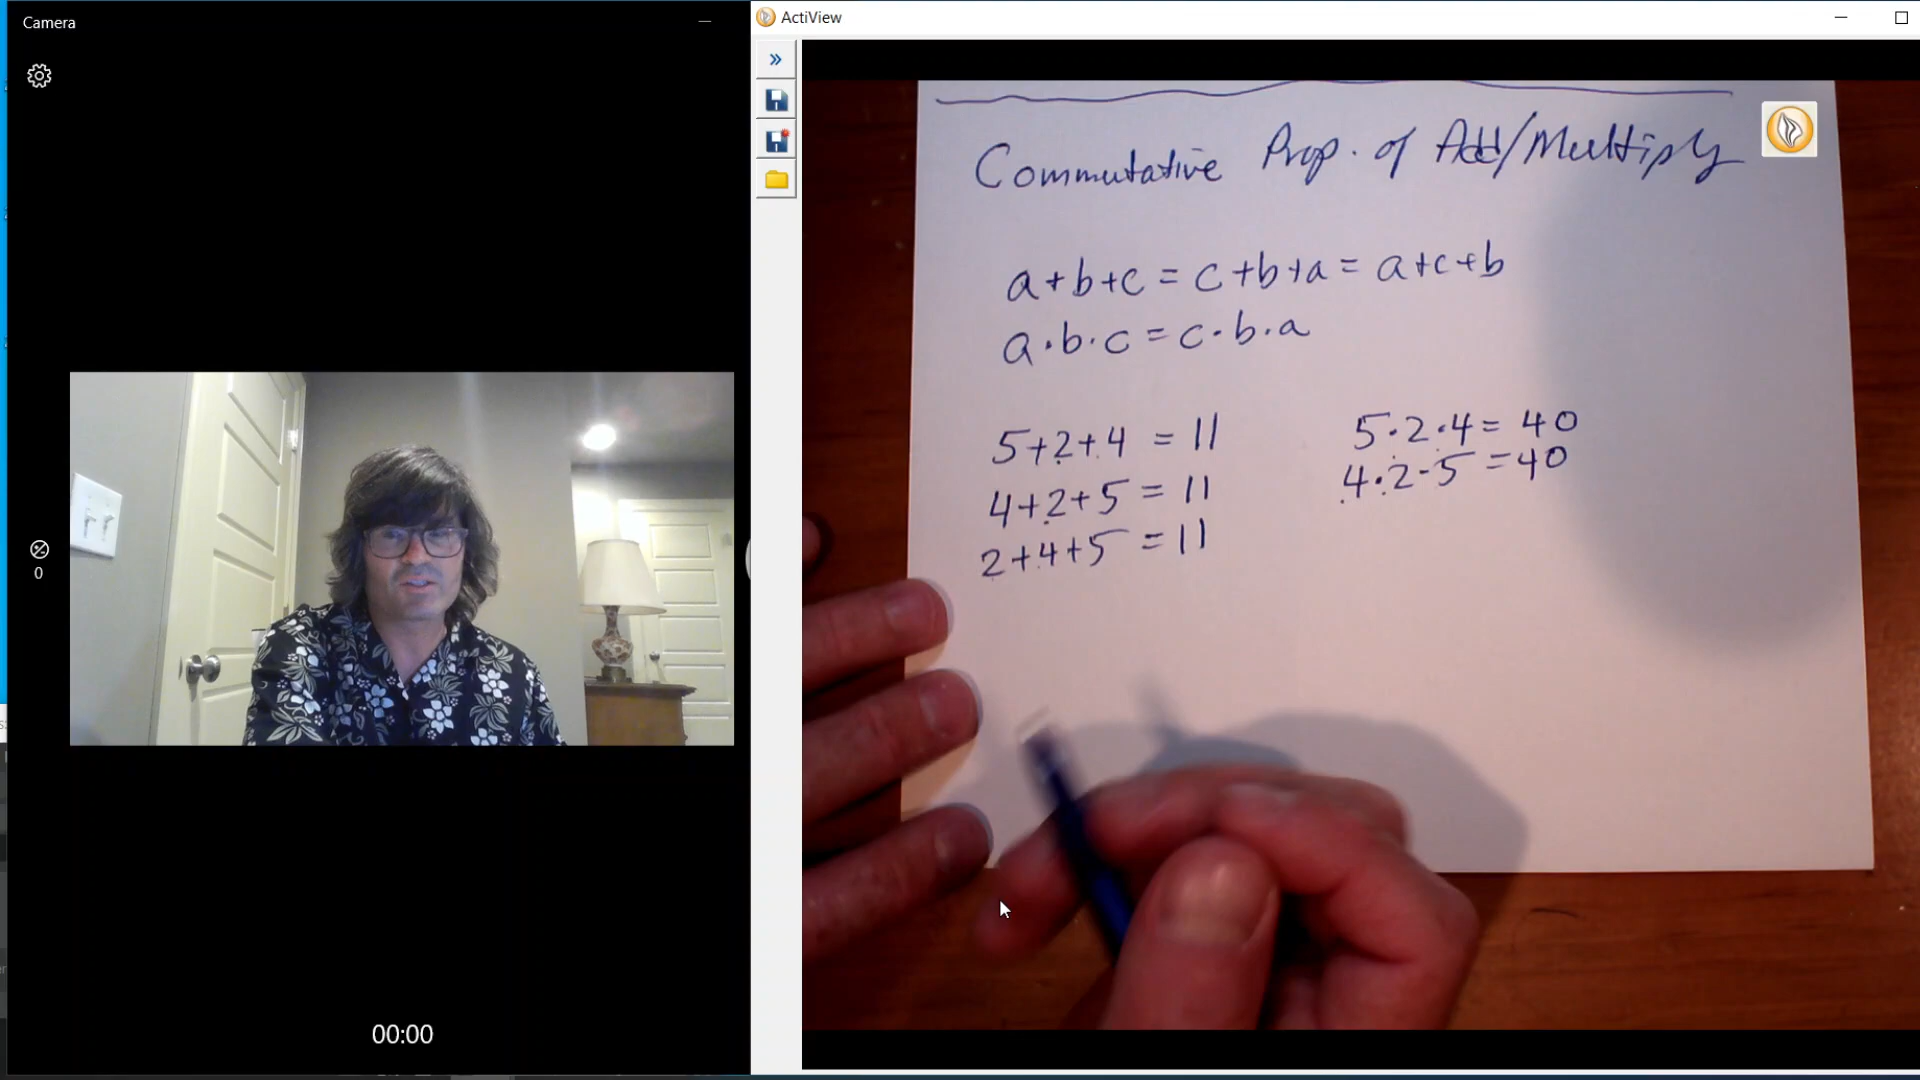 Camera
ActiView
»
Commutative Prop. of Add/Multiply
a+b+c = c+b+a = a+c+b
a·b·c = c·b·a
5+2+4 = 11
4+2+5 = 11
2+4+5 = 11
5·2·4 = 40
4·2·5 = 40
0
00:00